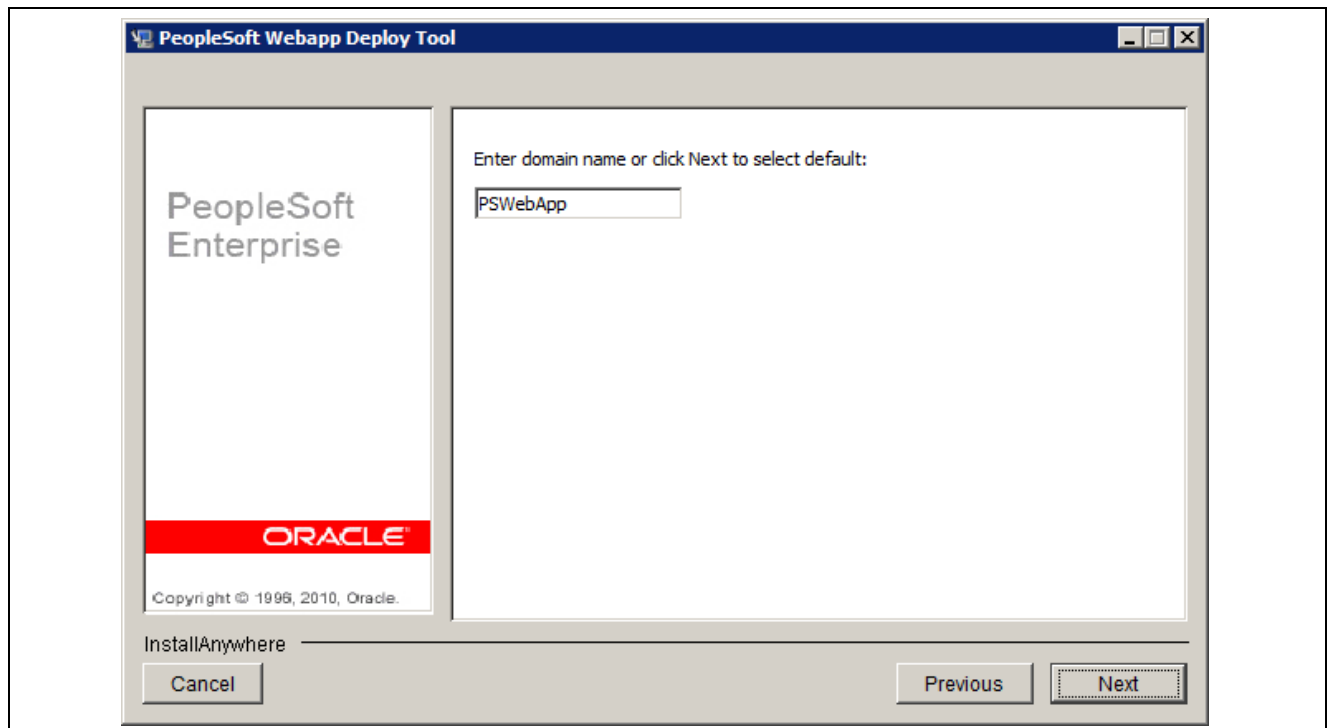 PeopleSoft Webapp Deploy Tool
PeopleSoft
Enterprise
ORACLE
Copyright © 1996, 2010, Oracle.
Enter domain name or click Next to select default:
PSWebApp
InstallAnywhere
Cancel
Previous
Next